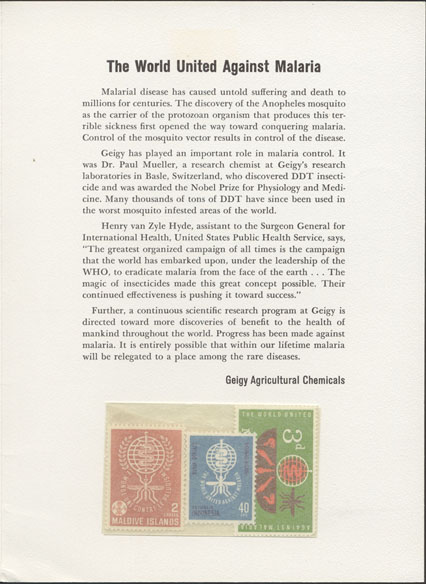 The World United Against Malaria
Malarial disease has caused untold suffering and death to
millions for centuries. The discovery of the Anopheles mosquito
as the carrier of the protozoan organism that produces this ter-
rible sickness first opened the way toward conquering malaria.
Control of the mosquito vector results in control of the disease.
Geigy has played an important role in malaria control. It
was Dr. Paul Mueller, a research chemist at Geigy's research
laboratories in Basle, Switzerland, who discovered DDT insecti-
cide and was awarded the Nobel Prize for Physiology and Medi-
cine. Many thousands of tons of DDT have since been used in
the worst mosquito infested areas of the world.
Henry van Zyle Hyde, assistant to the Surgeon General for
International Health, United States Public Health Service, says,
"The greatest organized campaign of all times is the campaign
that the world has embarked upon, under the leadership of the
WHO, to eradicate malaria from the face of the earth . . . The
magic of insecticides made this great concept possible. Their
continued effectiveness is pushing it toward success."
Further, a continuous scientific research program at Geigy is
directed toward more discoveries of benefit to the health of
mankind throughout the world. Progress has been made against
malaria. It is entirely possible that within our lifetime malaria
will be relegated to a place among the rare diseases.
Geigy Agricultural Chemicals
2
MALDIVE ISLANDS
40
THE WORLD UNITED
3d
AGAINST MALARIA